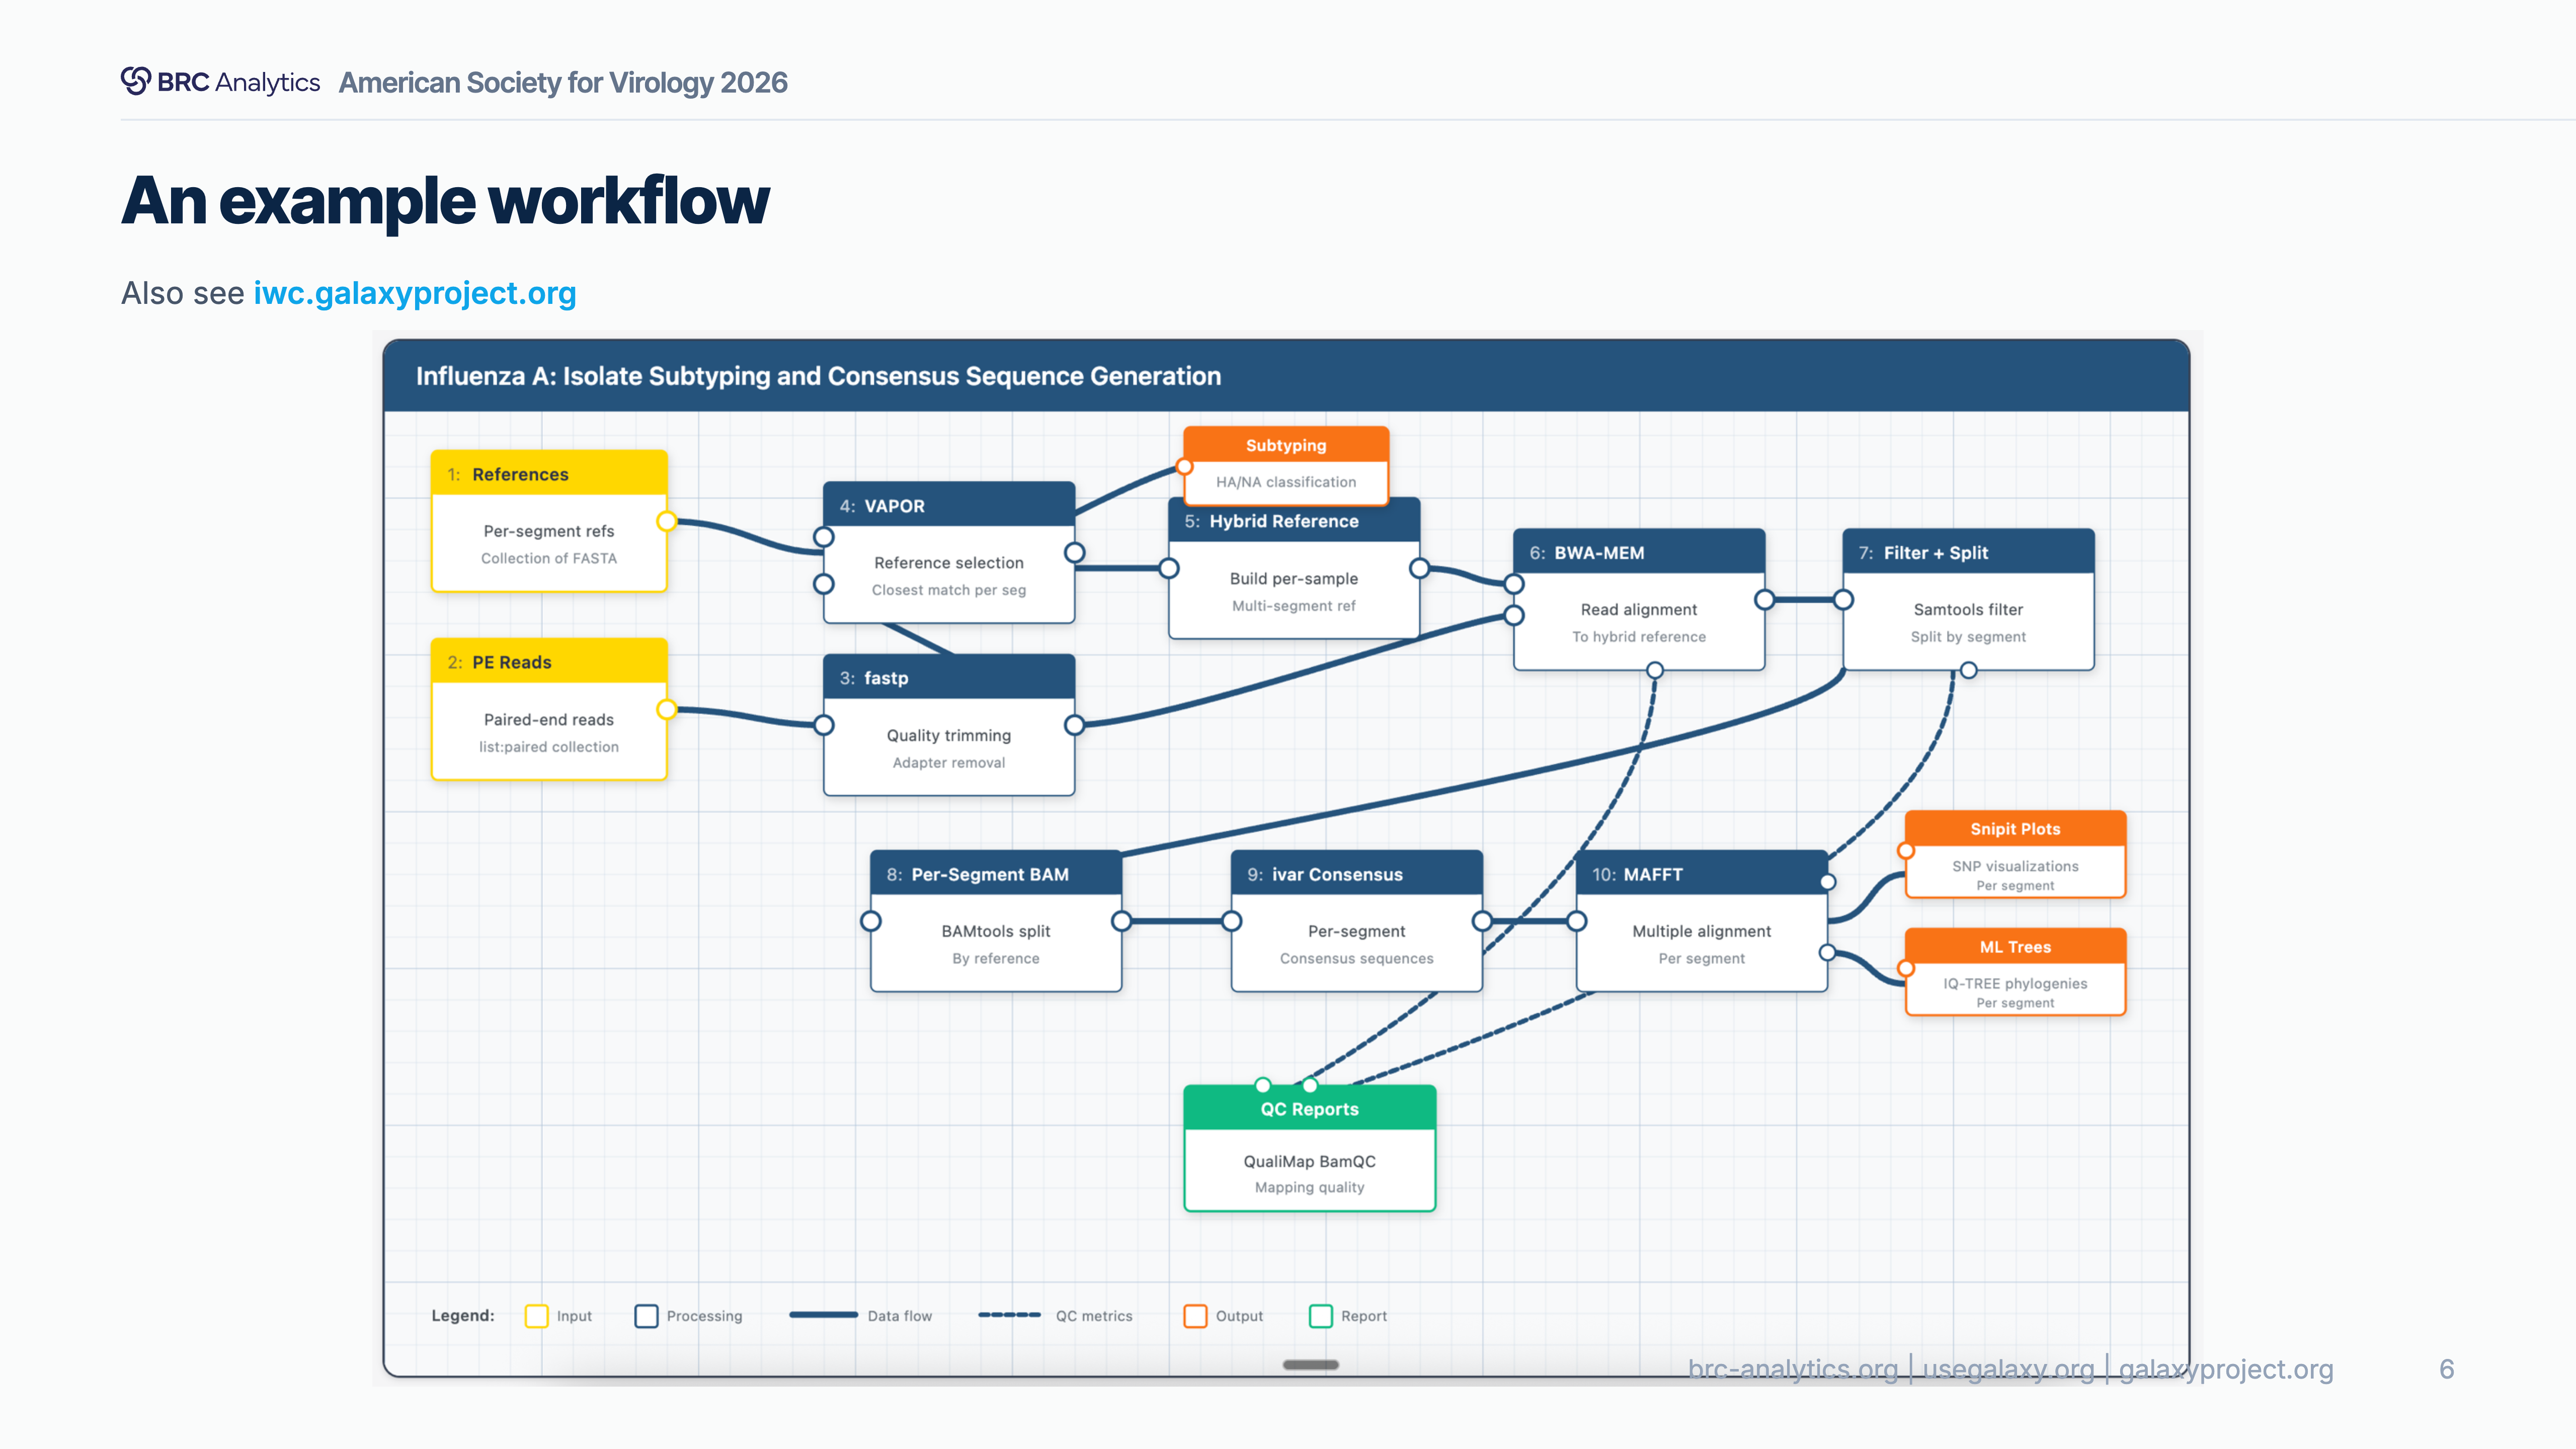 BRC Analytics American Society for Virology 2026
An example workflow
Also see iwc.galaxyproject.org
Influenza A: Isolate Subtyping and Consensus Sequence Generation
1: References
Per-segment refs
Collection of FASTA
2: PE Reads
Paired-end reads
list:paired collection
4: VAPOR
Reference selection
Closest match per seg
3: fastp
Quality trimming
Adapter removal
Subtyping
HA/NA classification
5: Hybrid Reference
Build per-sample
Multi-segment ref
6: BWA-MEM
Read alignment
To hybrid reference
7: Filter + Split
Samtools filter
Split by segment
8: Per-Segment BAM
BAMtools split
By reference
9: ivar Consensus
Per-segment
Consensus sequences
10: MAFFT
Multiple alignment
Per segment
Snipit Plots
SNP visualizations
Per segment
ML Trees
IQ-TREE phylogenies
Per segment
QC Reports
QualiMap BamQC
Mapping quality
Legend: Input Processing Data flow QC metrics Output Report
brc-analytics.org | usegalaxy.org | galaxyproject.org 6